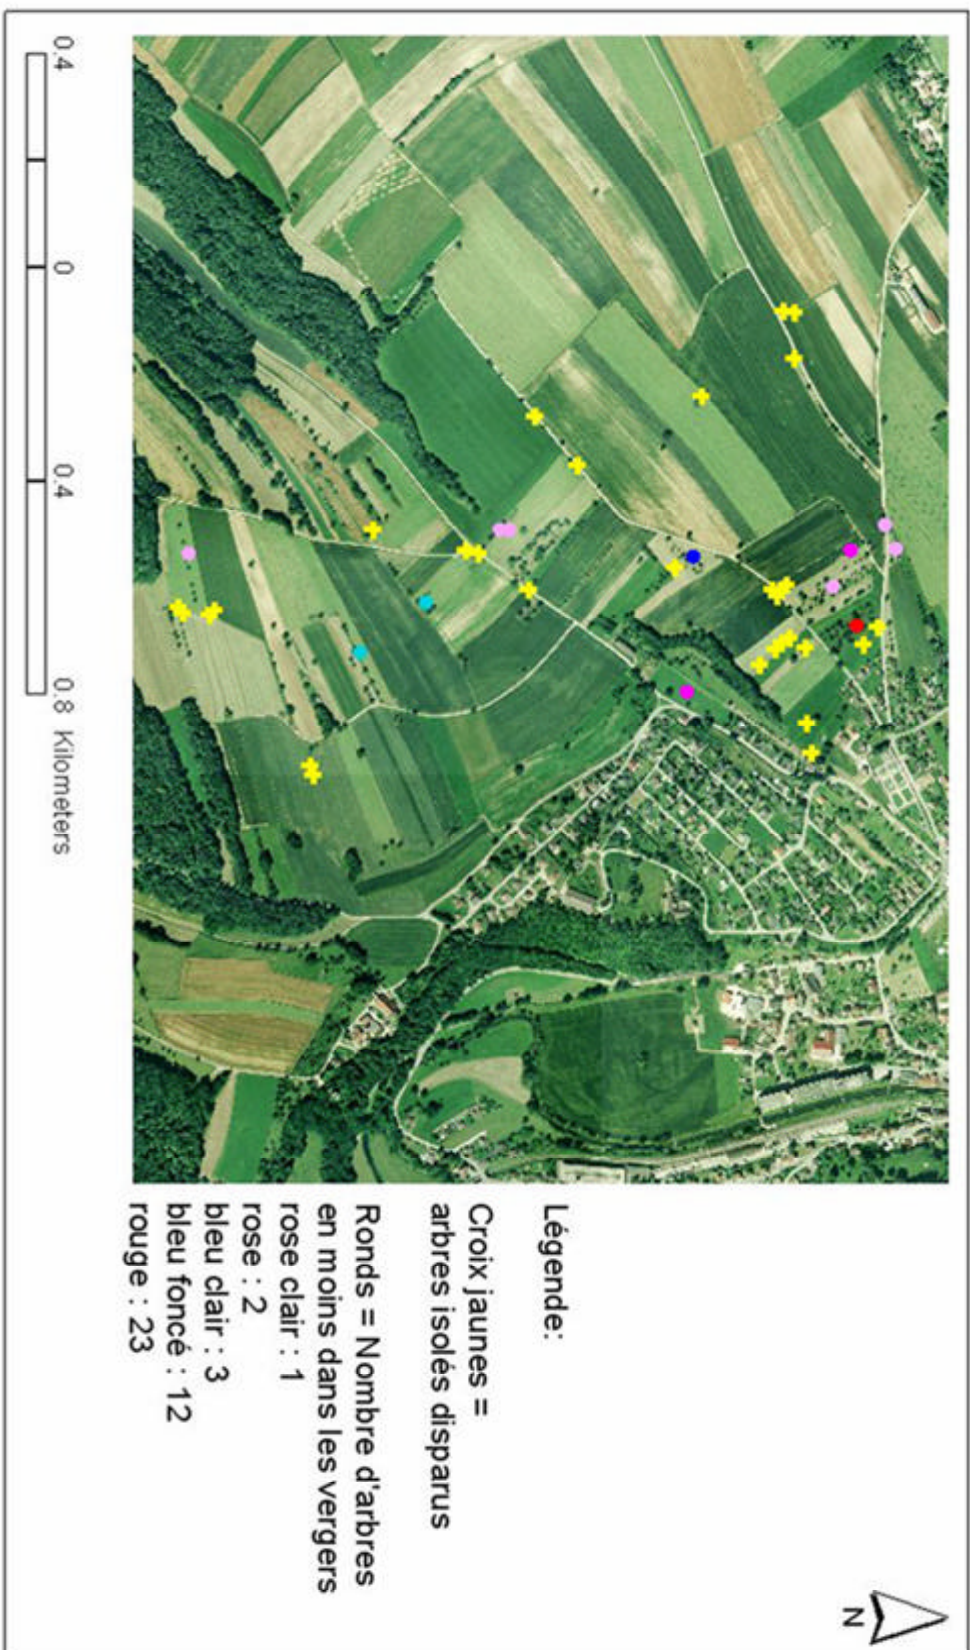 Légende:
Croix jaunes =
arbres isolés disparus
Ronds = Nombre d'arbres
en moins dans les vergers
rose clair : 1
rose : 2
bleu clair : 3
bleu foncé : 12
rouge : 23
N
0.4 0 0.4 0.8 Kilometers